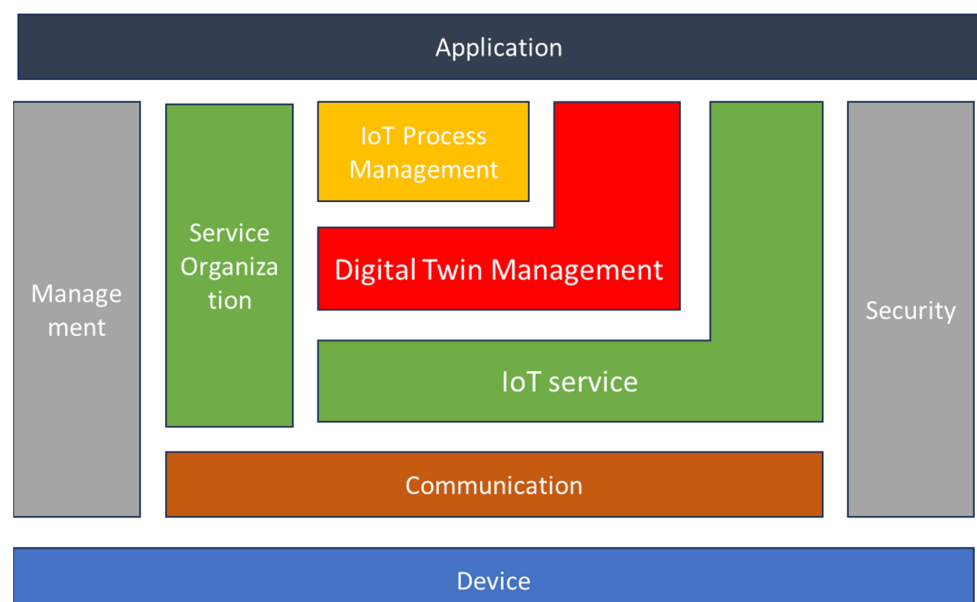 Application
IoT Process
Management
Service
Organiza
tion
Digital Twin Management
Manage
ment
Security
IoT service
Communication
Device